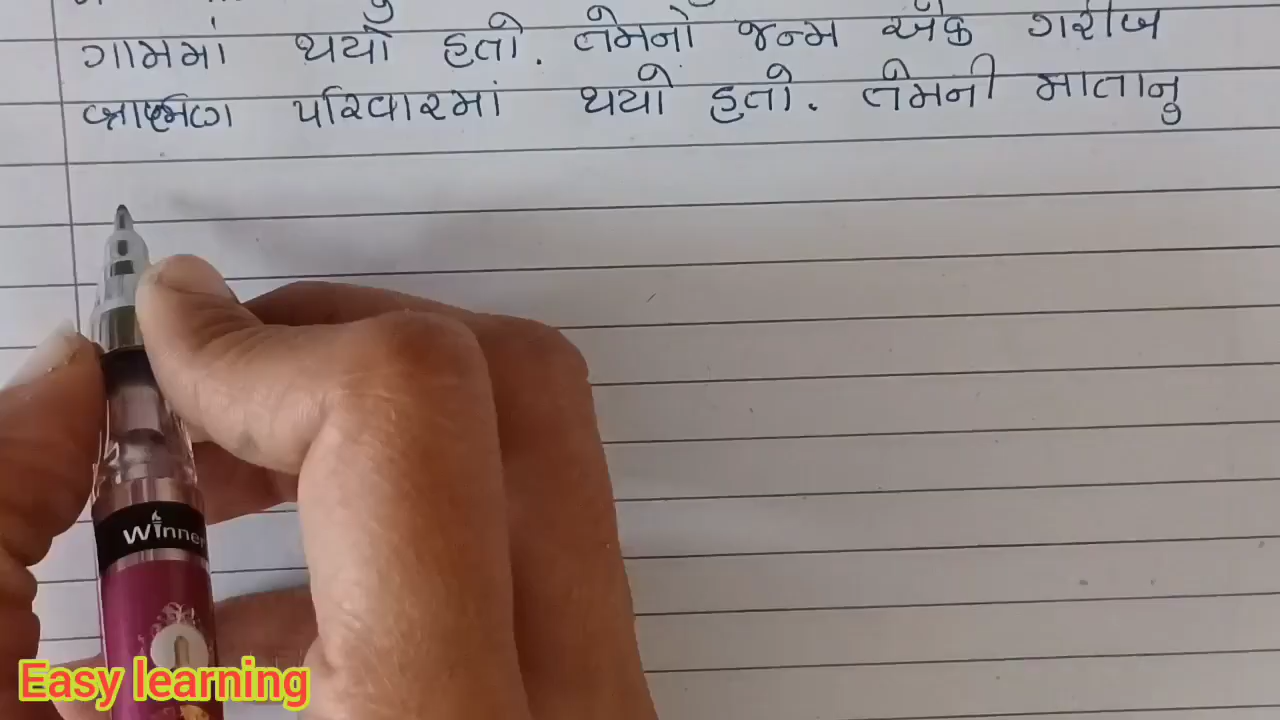 ગામમાં થયો હતો. તેમનો જન્મ એક ગરીબ
બ્રાહ્મણ પરિવારમાં થયો હતો. તેમની માતાનુ
Winner
Easy learning